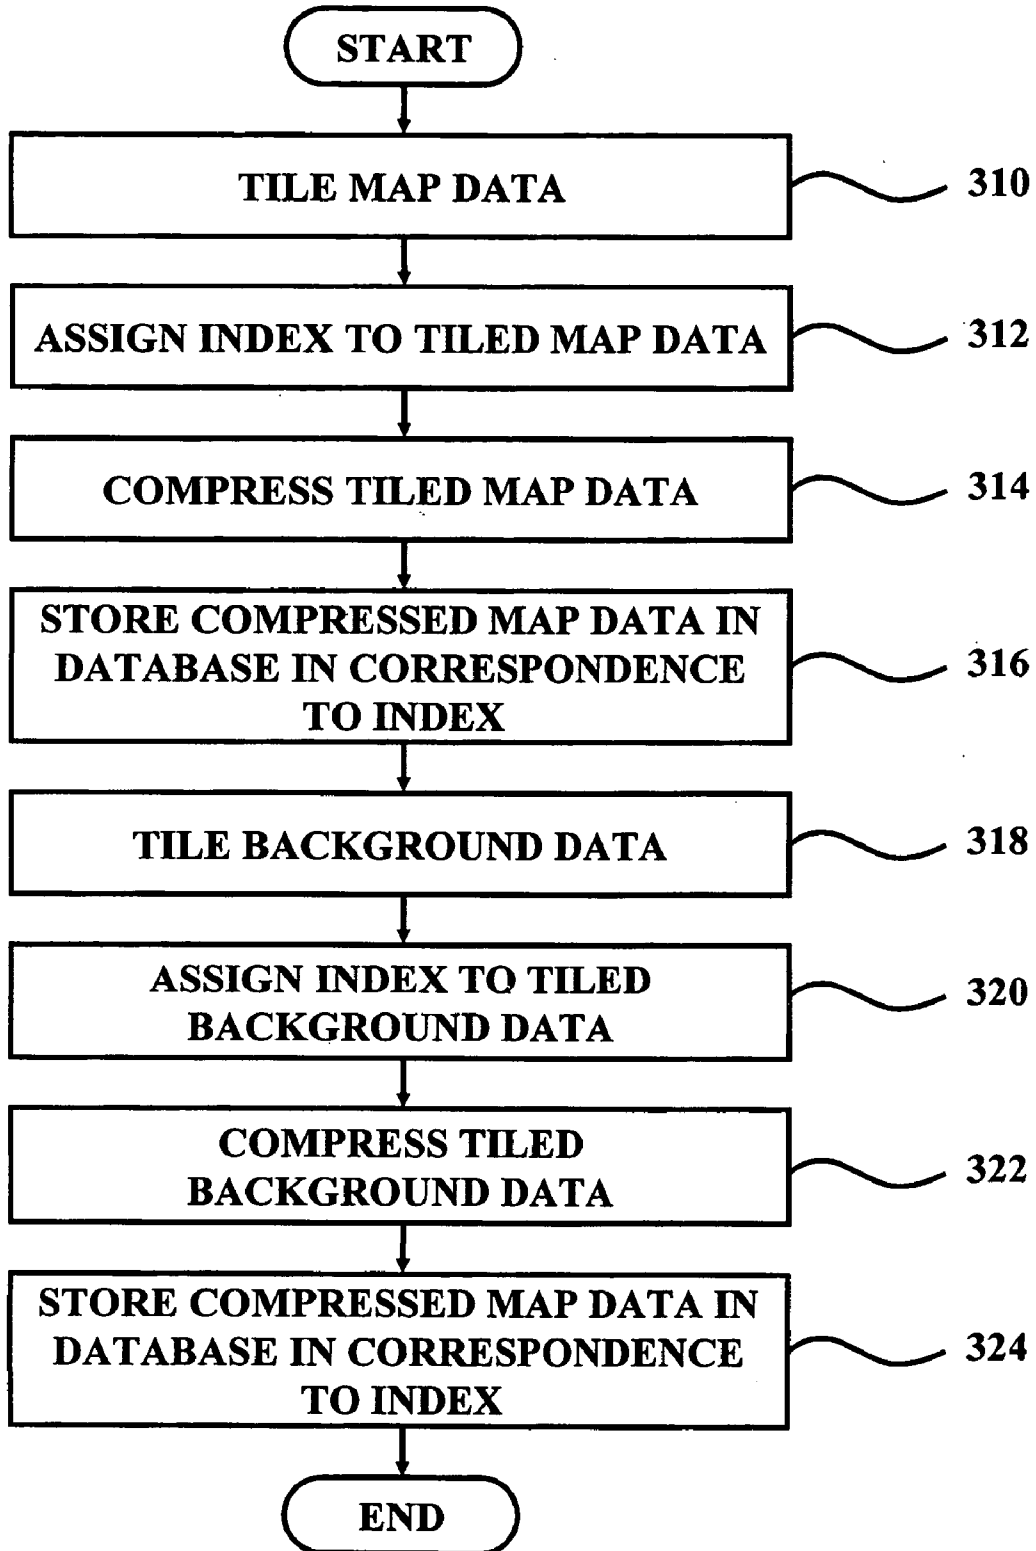 START
TILE MAP DATA
310
ASSIGN INDEX TO TILED MAP DATA
312
COMPRESS TILED MAP DATA
314
STORE COMPRESSED MAP DATA IN
DATABASE IN CORRESPONDENCE
TO INDEX
316
TILE BACKGROUND DATA
318
ASSIGN INDEX TO TILED
BACKGROUND DATA
320
COMPRESS TILED
BACKGROUND DATA
322
STORE COMPRESSED MAP DATA IN
DATABASE IN CORRESPONDENCE
TO INDEX
324
END